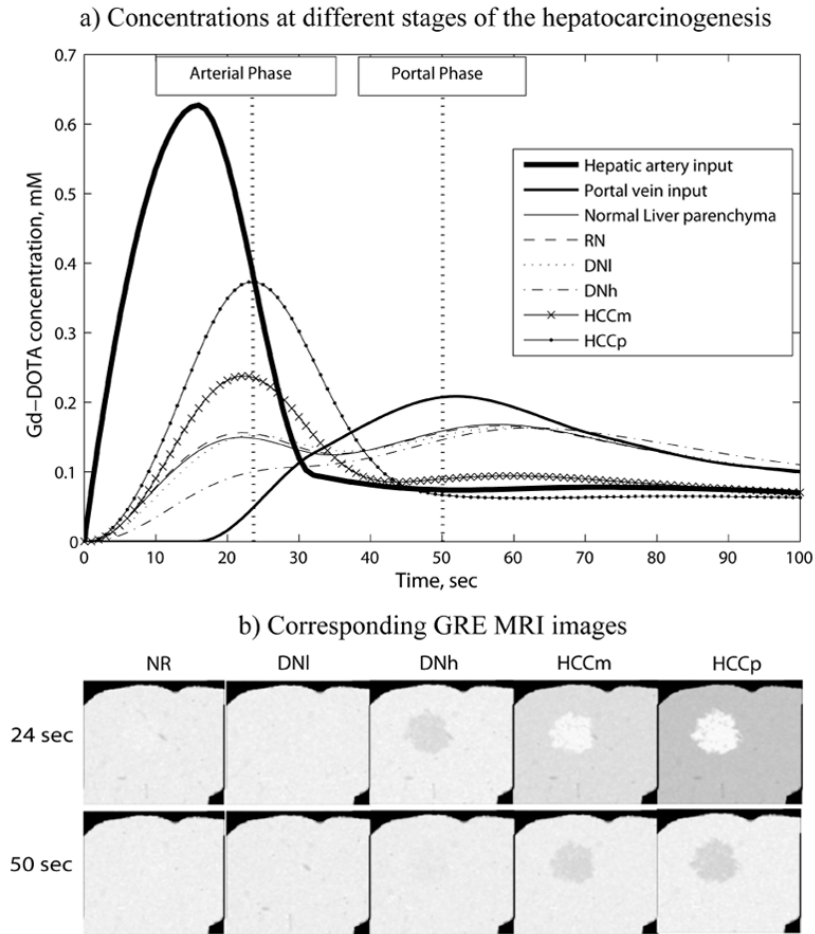 a) Concentrations at different stages of the hepatocarcinogenesis
0.7
0.6
0.5
0.4
0.3
0.2
0.1
0
Gd-DOTA concentration, mM
Arterial Phase
Portal Phase
Hepatic artery input
Portal vein input
Normal Liver parenchyma
RN
DNl
DNh
HCCm
HCCp
0 10 20 30 40 50 60 70 80 90 100
Time, sec
b) Corresponding GRE MRI images
NR DNl DNh HCCm HCCp
24 sec
50 sec